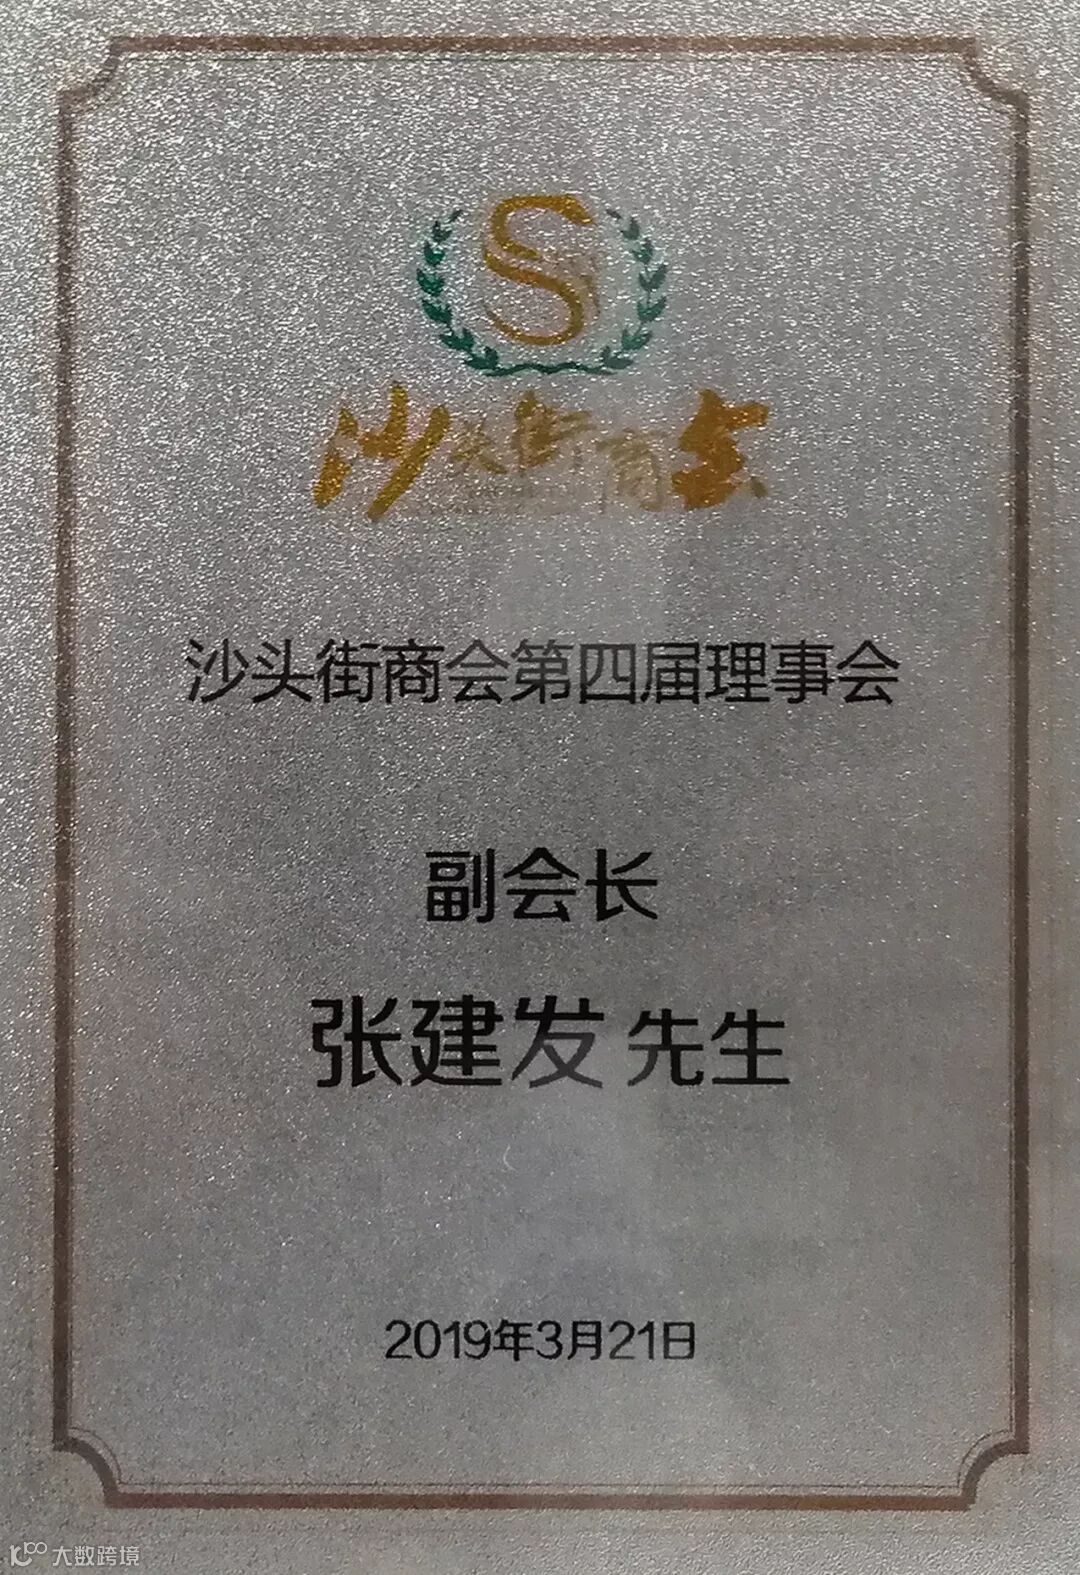 S
沙头街商会
沙头街商会第四届理事会
副会长
张建发 先生
2019年3月21日
大数跨境